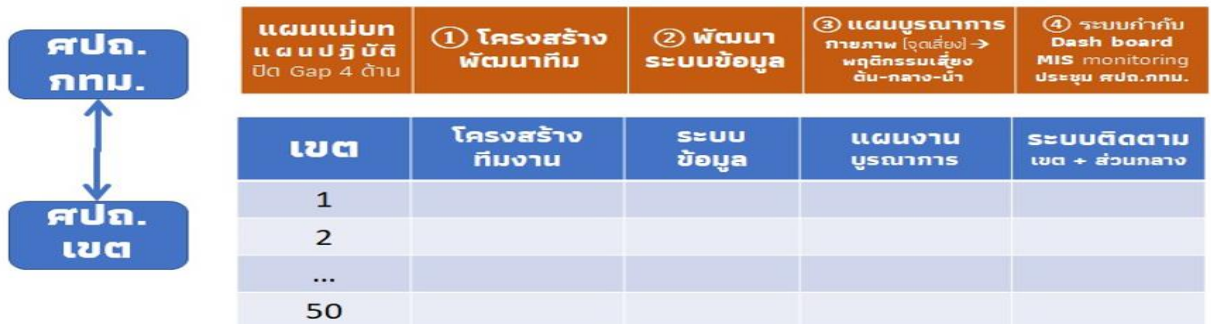 ศปถ.
กทม.
แผนแม่บท
แผนปฏิบัติ
ปิด Gap 4 ด้าน
① โครงสร้าง
พัฒนาทีม
② พัฒนา
ระบบข้อมูล
③ แผนบูรณาการ
กายภาพ [จุดเสี่ยง] →
พฤติกรรมเสี่ยง
ต้น-กลาง-น้ำ
④ ระบบกำกับ
Dash board
MIS monitoring
ประชุม ศปถ.กทม.
ศปถ.
เขต
เขต
โครงสร้าง
ทีมงาน
ระบบ
ข้อมูล
แผนงาน
บูรณาการ
ระบบติดตาม
เขต + ส่วนกลาง
1
2
...
50